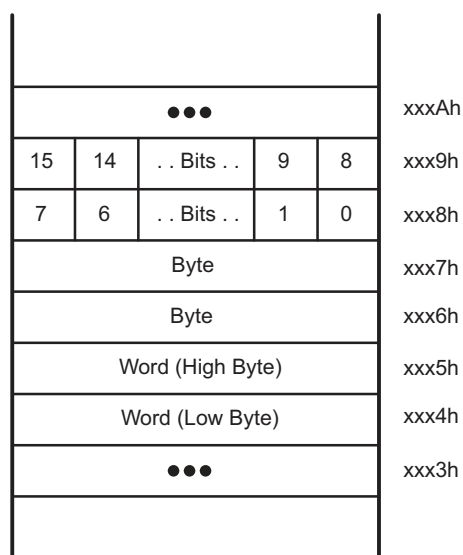 ●●● xxxAh
15 14 . . Bits . . 9 8 xxx9h
7 6 . . Bits . . 1 0 xxx8h
Byte xxx7h
Byte xxx6h
Word (High Byte) xxx5h
Word (Low Byte) xxx4h
●●● xxx3h